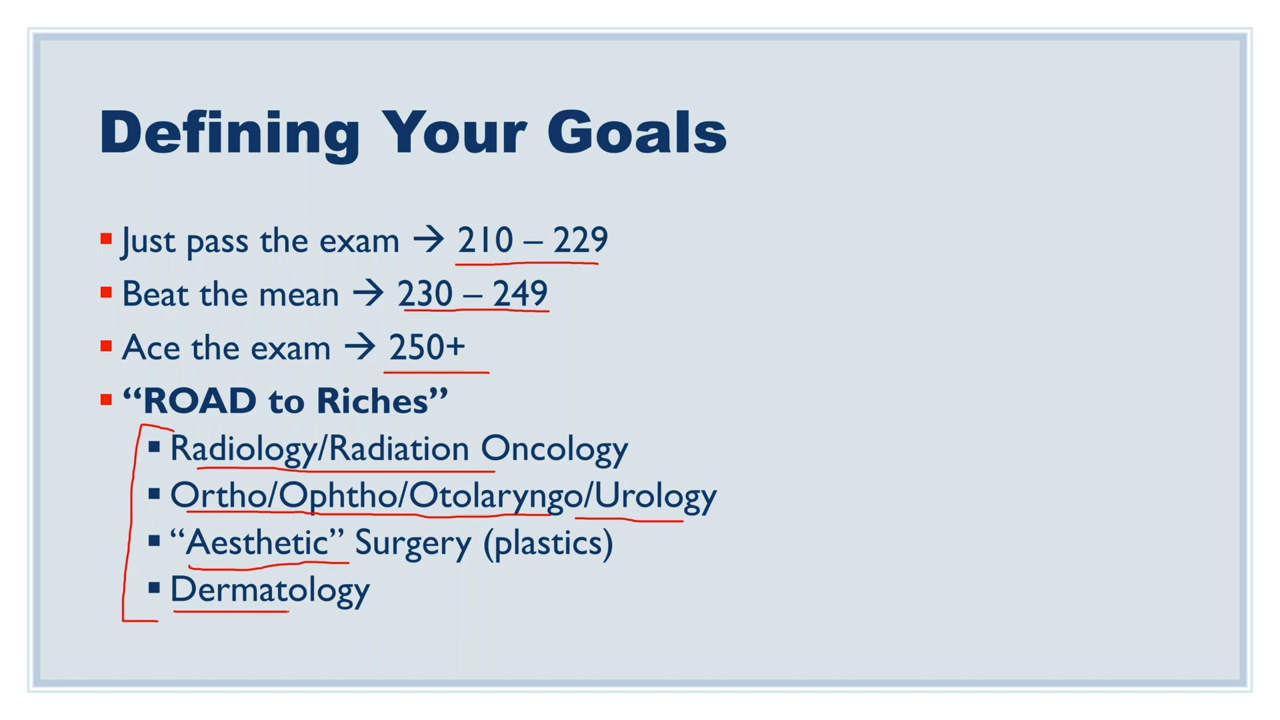 Defining Your Goals
Just pass the exam → 210 – 229
Beat the mean → 230 – 249
Ace the exam → 250+
“ROAD to Riches”
Radiology/Radiation Oncology
Ortho/Ophtho/Otolaryngo/Urology
“Aesthetic” Surgery (plastics)
Dermatology